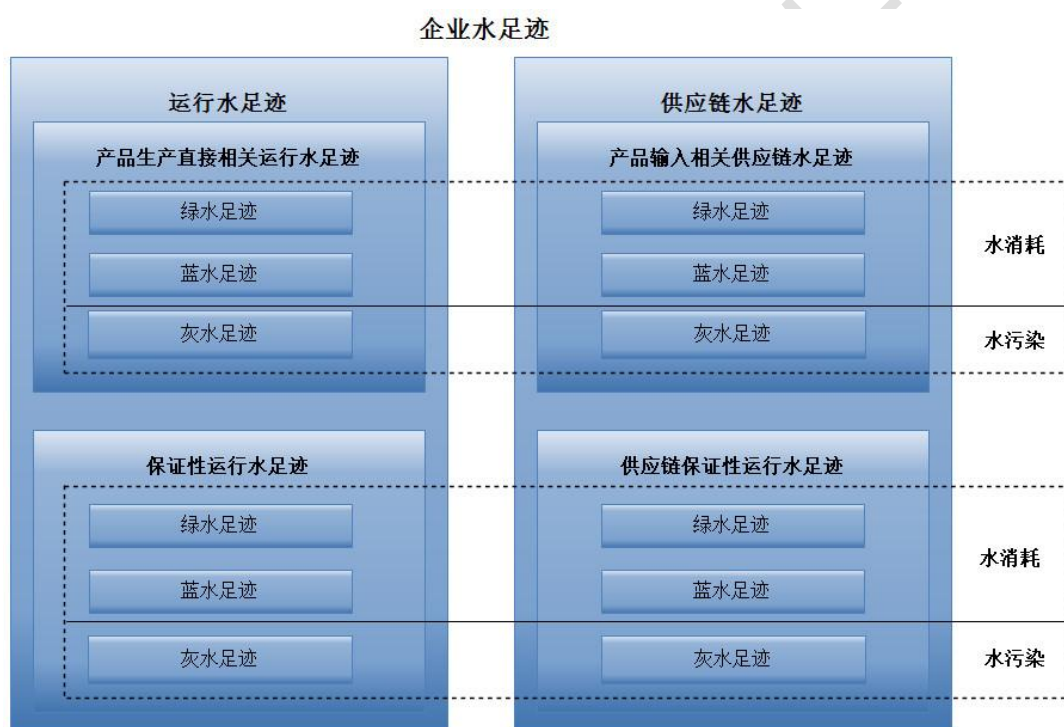 企业水足迹
运行水足迹
产品生产直接相关运行水足迹
绿水足迹
蓝水足迹
灰水足迹
保证性运行水足迹
绿水足迹
蓝水足迹
灰水足迹
供应链水足迹
产品输入相关供应链水足迹
绿水足迹
蓝水足迹
灰水足迹
供应链保证性运行水足迹
绿水足迹
蓝水足迹
灰水足迹
水消耗
水污染
水消耗
水污染